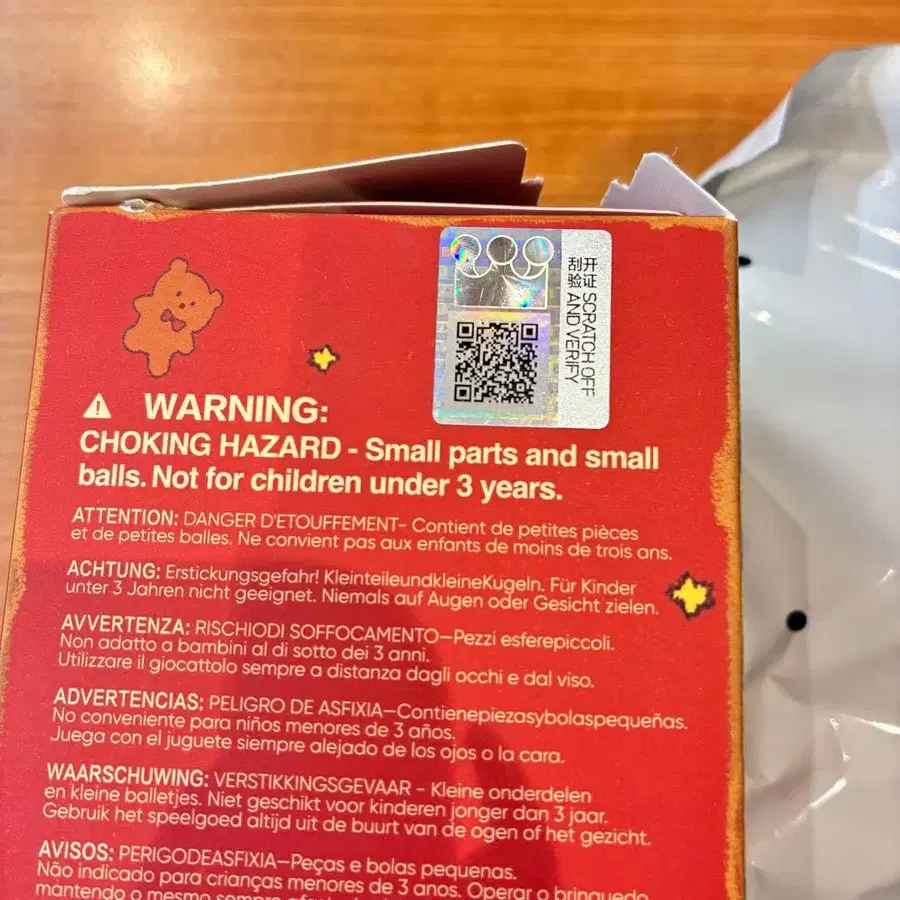 开证 SCRATCH OFF
刮验 AND VERIFY
WARNING:
CHOKING HAZARD - Small parts and small
balls. Not for children under 3 years.
ATTENTION: DANGER D'ETOUFFEMENT- Contient de petites pièces
et de petites balles. Ne convient pas aux enfants de moins de trois ans.
ACHTUNG: Erstickungsgefahr! KleinteileundkleineKugeln. Für Kinder
unter 3 Jahren nicht geeignet. Niemals auf Augen oder Gesicht zielen.
AVVERTENZA: RISCHIODI SOFFOCAMENTO—Pezzi esferepiccoli.
Non adatto a bambini al di sotto dei 3 anni.
Utilizzare il giocattolo sempre a distanza dagli occhi e dal viso.
ADVERTENCIAS: PELIGRO DE ASFIXIA—Contienepiezasybolaspequeñas.
No conveniente para niños menores de 3 años.
Juega con el juguete siempre alejado de los ojos o la cara.
WAARSCHUWING: VERSTIKKINGSGEVAAR - Kleine onderdelen
en kleine balletjes. Niet geschikt voor kinderen jonger dan 3 jaar.
Gebruik het speelgoed altijd uit de buurt van de ogen of het gezicht.
AVISOS: PERIGODEASFIXIA—Peças e bolas pequenas.
Não indicado para crianças menores de 3 anos. Operar o brinquedo
mantendo o mesmo sempre